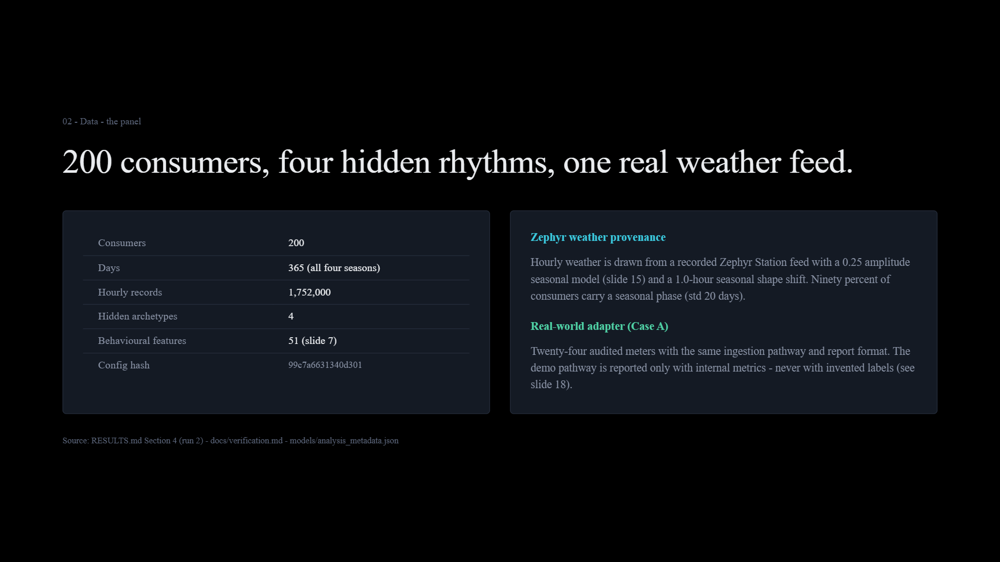 02 - Data - the panel
200 consumers, four hidden rhythms, one real weather feed.
Consumers 200
Days 365 (all four seasons)
Hourly records 1,752,000
Hidden archetypes 4
Behavioural features 51 (slide 7)
Config hash 99c7a6631340d301
Zephyr weather provenance
Hourly weather is drawn from a recorded Zephyr Station feed with a 0.25 amplitude
seasonal model (slide 15) and a 1.0-hour seasonal shape shift. Ninety percent of
consumers carry a seasonal phase (std 20 days).
Real-world adapter (Case A)
Twenty-four audited meters with the same ingestion pathway and report format. The
demo pathway is reported only with internal metrics - never with invented labels (see
slide 18).
Source: RESULTS.md Section 4 (run 2) - docs/verification.md - models/analysis_metadata.json